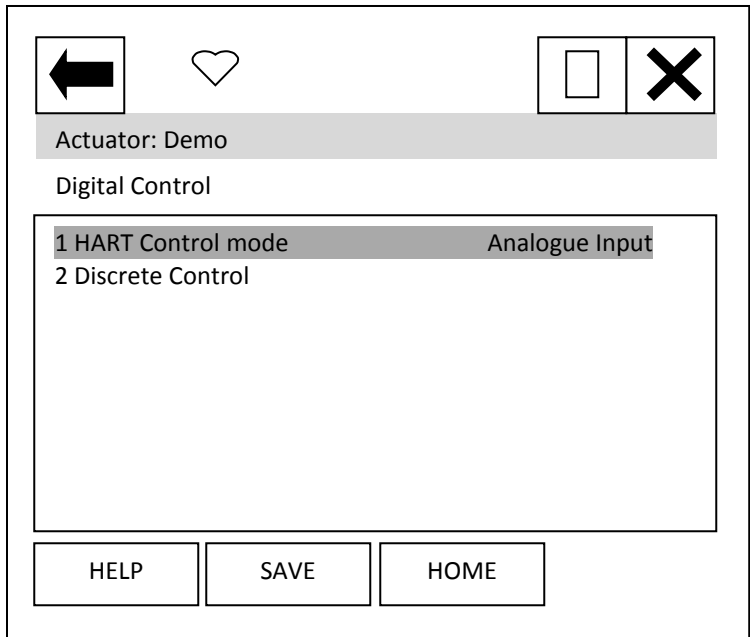 Actuator: Demo
Digital Control
1 HART Control mode Analogue Input
2 Discrete Control
HELP SAVE HOME